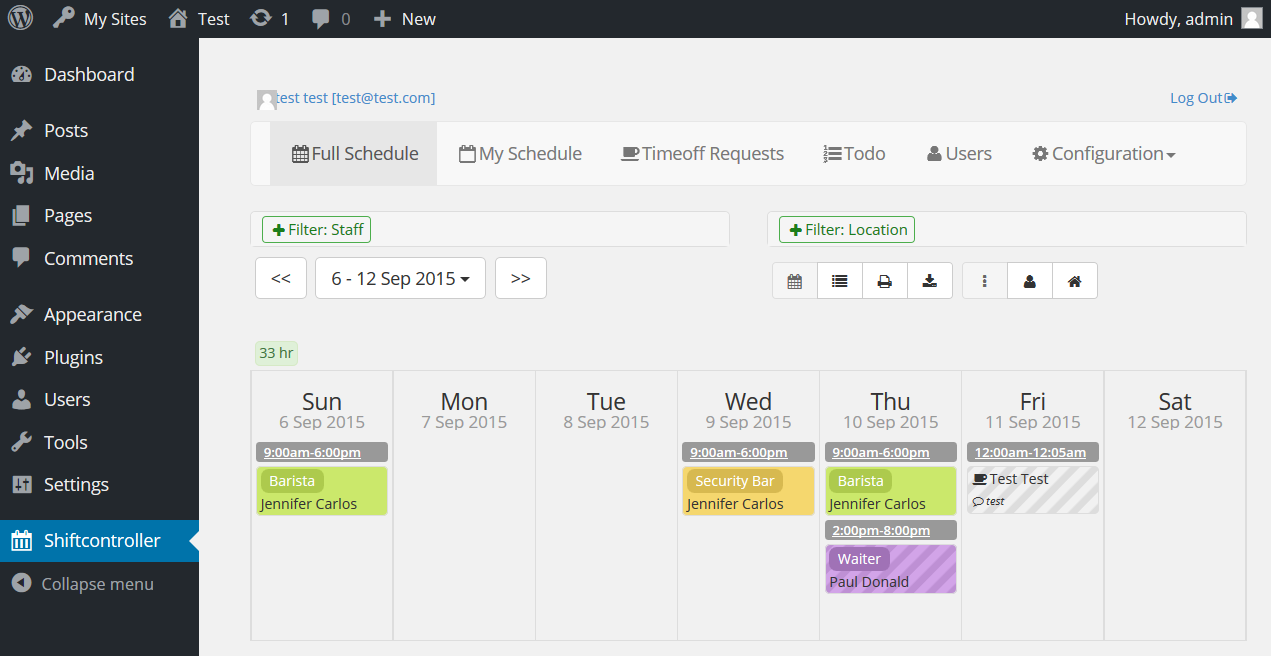 My Sites Test 1 0 New Howdy, admin
Dashboard
Posts
Media
Pages
Comments
Appearance
Plugins
Users
Tools
Settings
Shiftcontroller
Collapse menu
test test [test@test.com] Log Out
Full Schedule My Schedule Timeoff Requests Todo Users Configuration
Filter: Staff Filter: Location
<< 6 - 12 Sep 2015 >>
33 hr
Sun Mon Tue Wed Thu Fri Sat
6 Sep 2015 7 Sep 2015 8 Sep 2015 9 Sep 2015 10 Sep 2015 11 Sep 2015 12 Sep 2015
9:00am-6:00pm 9:00am-6:00pm 9:00am-6:00pm 12:00am-12:05am
Barista Security Bar Barista Test Test
Jennifer Carlos Jennifer Carlos Jennifer Carlos test
2:00pm-8:00pm
Waiter
Paul Donald